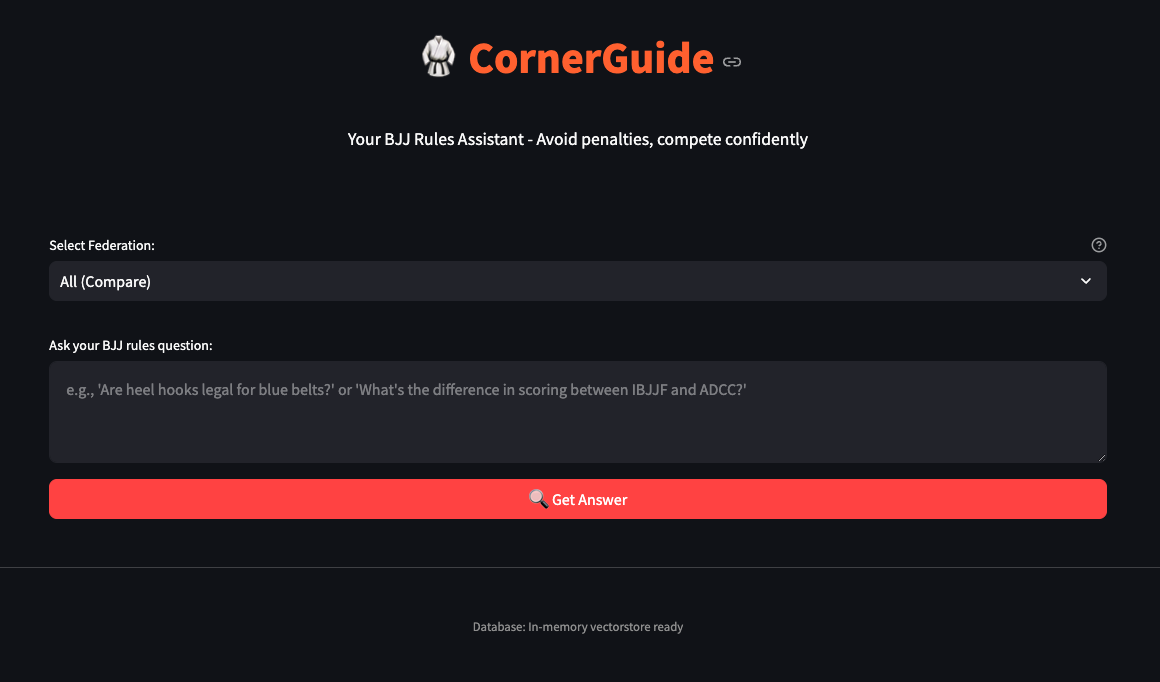 CornerGuide
Your BJJ Rules Assistant - Avoid penalties, compete confidently
Select Federation:
All (Compare)
Ask your BJJ rules question:
e.g., 'Are heel hooks legal for blue belts?' or 'What's the difference in scoring between IBJJF and ADCC?'
Get Answer
Database: In-memory vectorstore ready